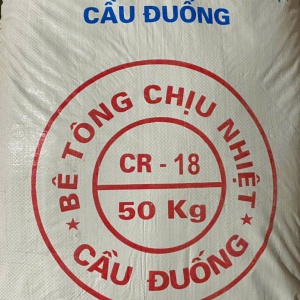 CẦU ĐUỐNG
BÊ TÔNG CHỊU NHIỆT
CR - 18
50 Kg
★ CẦU ĐUỐNG ★